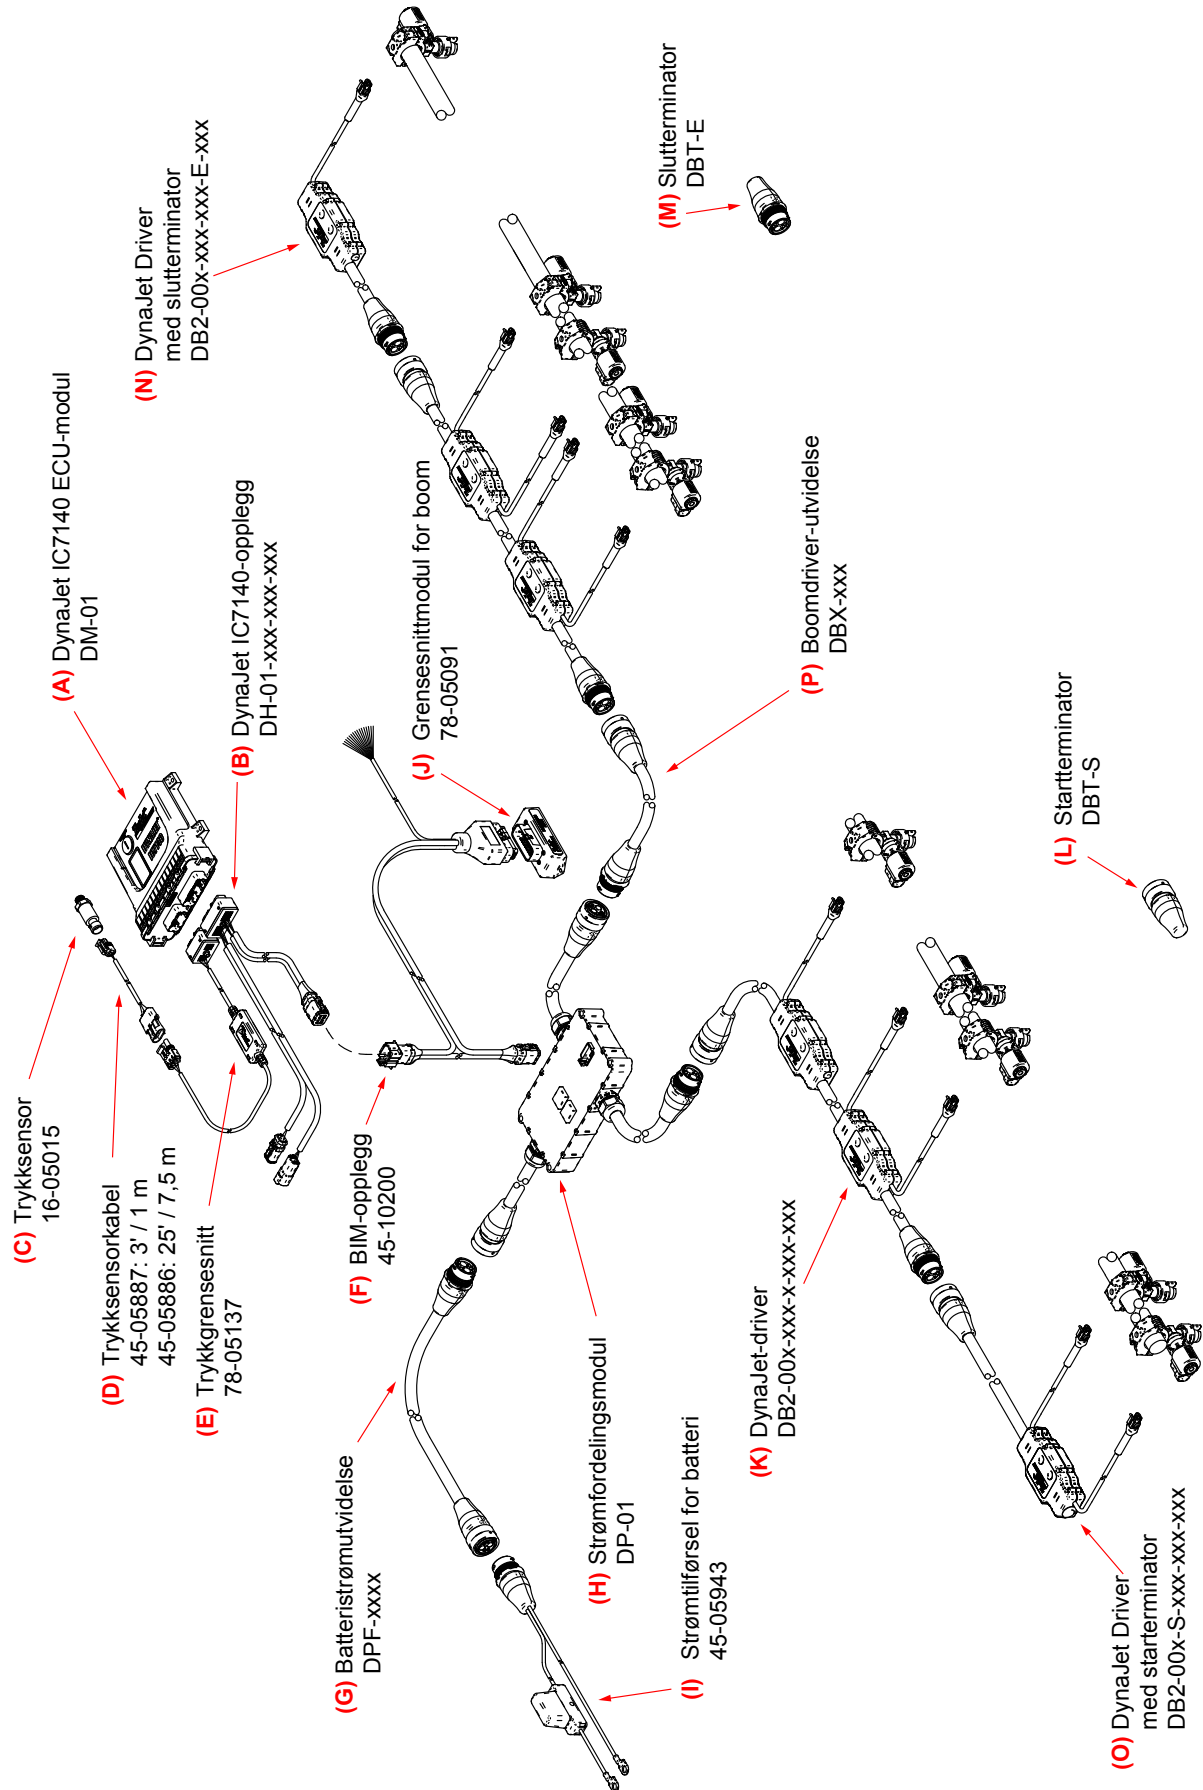 (A) DynaJet IC7140 ECU-modul
DM-01
(B) DynaJet IC7140-opplegg
DH-01-xxx-xxx-xxx
(C) Trykksensor
16-05015
(D) Trykksensorkabel
45-05887: 3' / 1 m
45-05886: 25' / 7,5 m
(E) Trykkgrensesnitt
78-05137
(F) BIM-opplegg
45-10200
(G) Batteristrømutvidelse
DPF-xxxx
(H) Strømfordelingsmodul
DP-01
(I) Strømtilførsel for batteri
45-05943
(J) Grensesnittmodul for boom
78-05091
(K) DynaJet-driver
DB2-00x-xxx-x-xxx-xxx
(L) Startterminator
DBT-S
(M) Slutterminator
DBT-E
(N) DynaJet Driver
med slutterminator
DB2-00x-xxx-xxx-E-xxx
(O) DynaJet Driver
med starterminator
DB2-00x-S-xxx-xxx-xxx
(P) Boomdriver-utvidelse
DBX-xxx